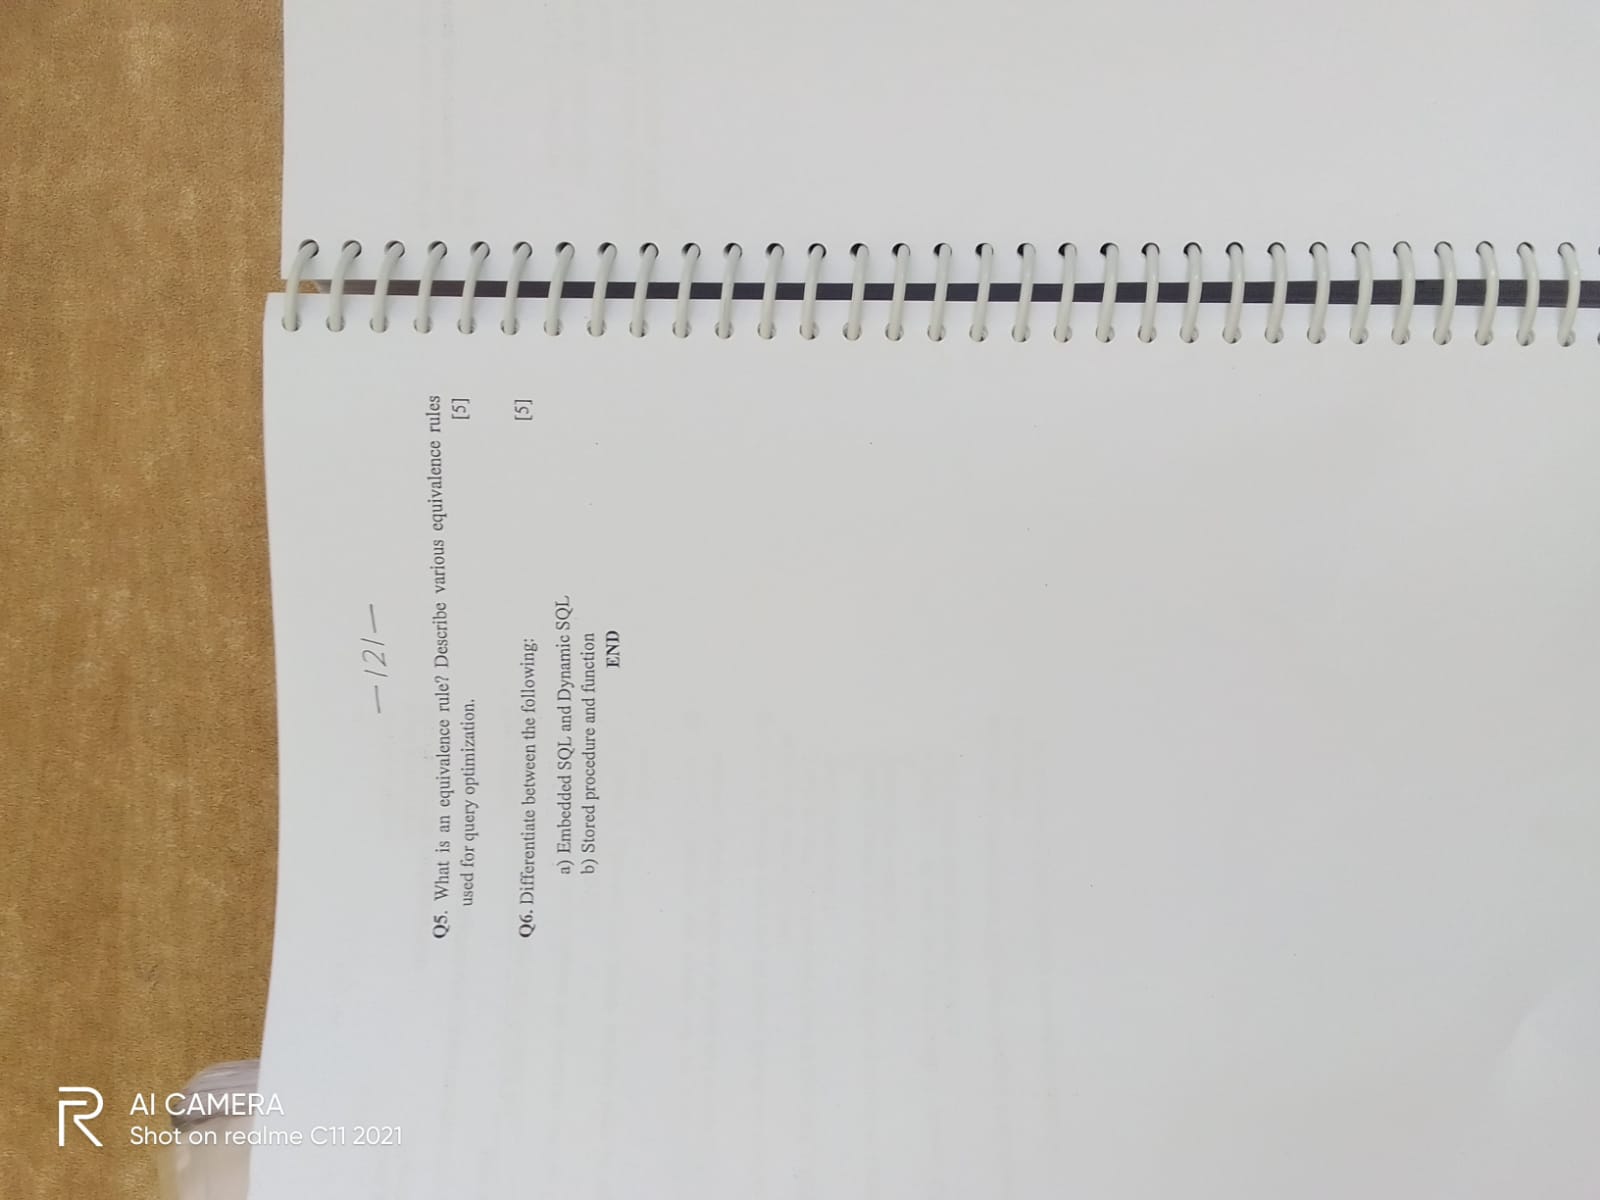 -121-
Q5. What is an equivalence rule? Describe various equivalence rules
used for query optimization. [5]
Q6. Differentiate between the following: [5]
a) Embedded SQL and Dynamic SQL
b) Stored procedure and function
END
AI CAMERA
Shot on realme C11 2021